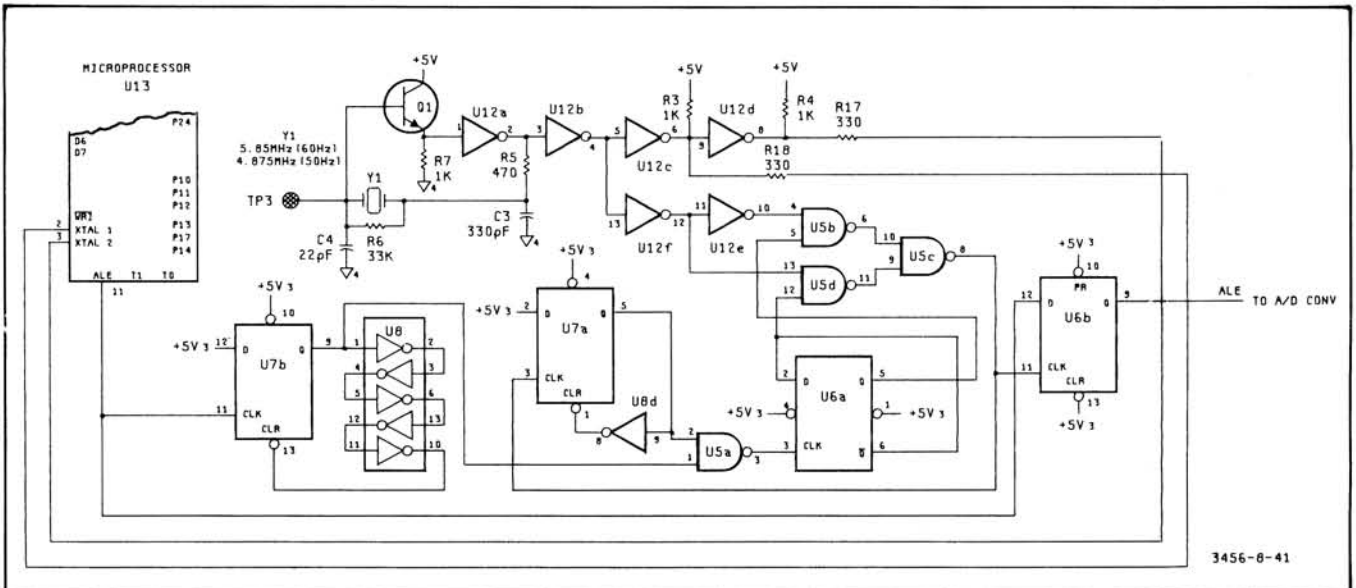 MICROPROCESSOR
U13
D6
D7
P24
P10
P11
P12
P13
P17
P14
WR1
XTAL 1
XTAL 2
2
3
ALE T1 T0
11
Y1
5.85MHz (60Hz)
4.875MHz (50Hz)
TP3
Y1
R6
33K
C4
22pF
4
+5V
Q1
R7
1K
4
U12a
1
2
R5
470
C3
330pF
4
U12b
3
4
U12c
5
6
+5V
R3
1K
U12d
9
8
+5V
R4
1K
R17
330
R18
330
U12f
13
12
U12e
11
10
U5b
4
5
6
U5d
13
12
11
U5c
10
9
8
+5V 3
10
PR
12
D
Q
9
U6b
11
CLK
CLR
13
+5V 3
ALE TO A/D CONV
+5V 3
10
+5V 3
12
D
Q
9
U7b
11
CLK
CLR
13
U8
1
2
4
3
5
6
12
13
11
10
+5V 3
4
+5V 3
2
D
Q
5
U7a
3
CLK
CLR
1
U8d
8
9
U5a
2
1
3
2
D
Q
5
U6a
+5V 3
4
1
+5V 3
3
CLK
Q
6
3456-8-41